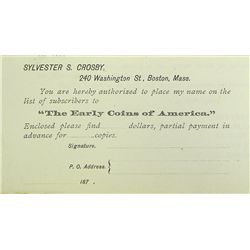 SYLVESTER S. CROSBY,
240 Washington St., Boston, Mass.
You are hereby authorized to place my name on the
list of subscribers to
"The Early Coins of America."
Enclosed please find........dollars, partial payment in
advance for........copies.
Signature.
P. O. Address.
187 .